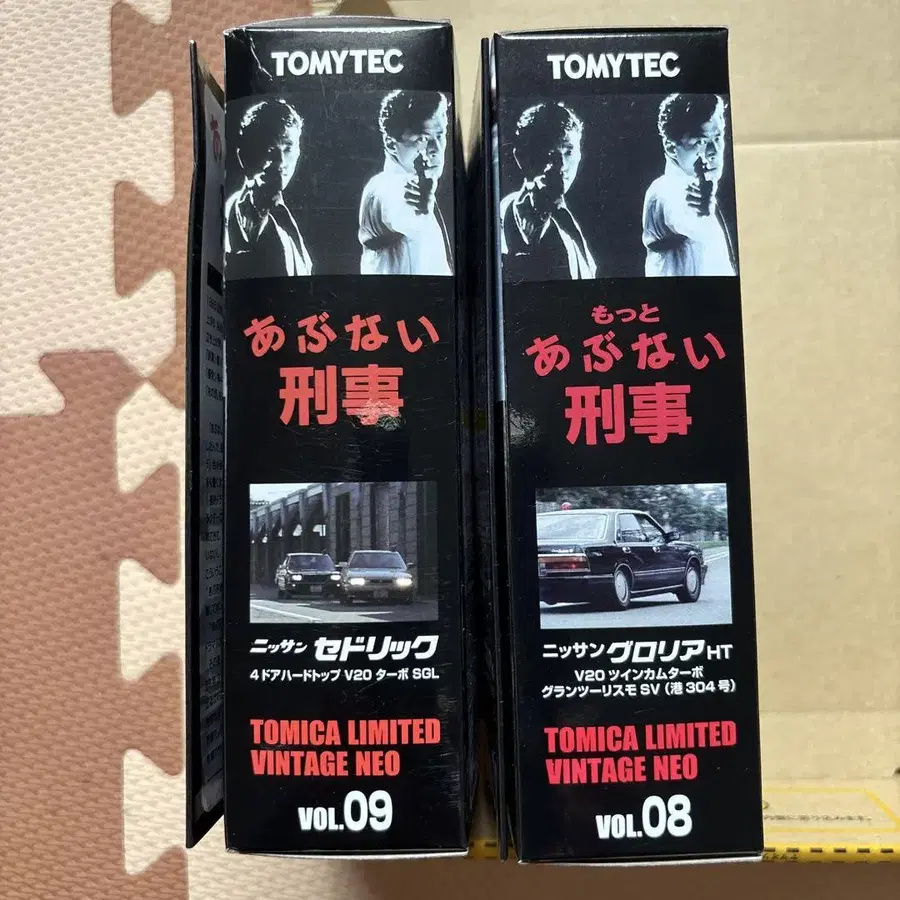 TOMYTEC
あぶない
刑事
ニッサン セドリック
4ドアハードトップ V20 ターボ SGL
TOMICA LIMITED
VINTAGE NEO
VOL.09
TOMYTEC
もっと
あぶない
刑事
ニッサン グロリア HT
V20 ツインカムターボ
グランツーリスモ SV (港304号)
TOMICA LIMITED
VINTAGE NEO
VOL.08